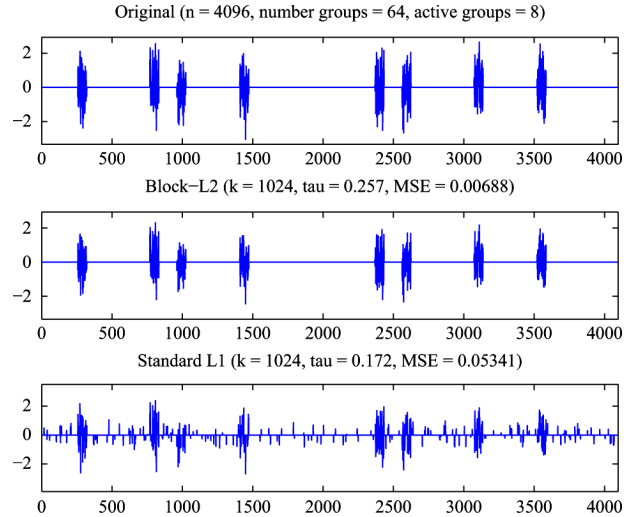 Original (n = 4096, number groups = 64, active groups = 8)
2
0
−2
0 500 1000 1500 2000 2500 3000 3500 4000
Block−L2 (k = 1024, tau = 0.257, MSE = 0.00688)
2
0
−2
0 500 1000 1500 2000 2500 3000 3500 4000
Standard L1 (k = 1024, tau = 0.172, MSE = 0.05341)
2
0
−2
0 500 1000 1500 2000 2500 3000 3500 4000